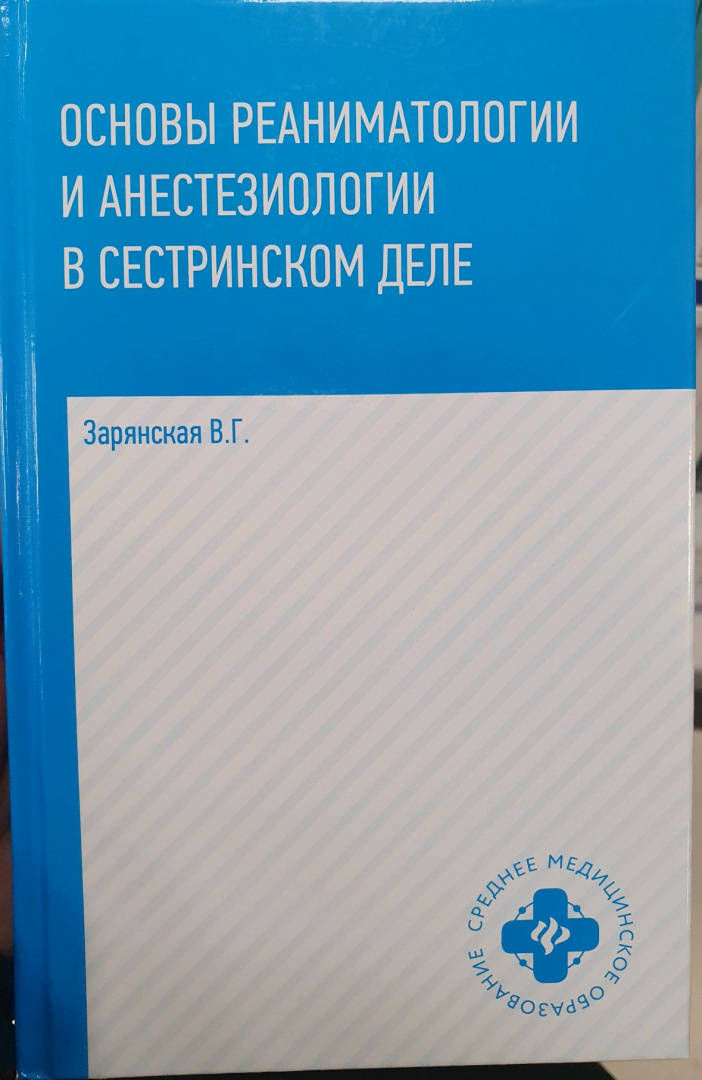 ОСНОВЫ РЕАНИМАТОЛОГИИ
И АНЕСТЕЗИОЛОГИИ
В СЕСТРИНСКОМ ДЕЛЕ
Зарянская В.Г.
СРЕДНЕЕ МЕДИЦИНСКОЕ ОБРАЗОВАНИЕ